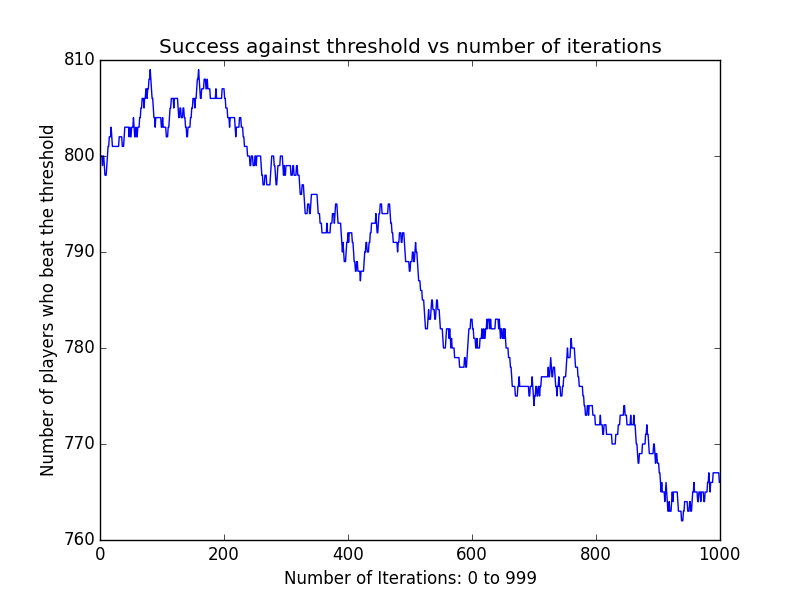 Success against threshold vs number of iterations
810
800
790
780
770
760
Number of players who beat the threshold
0 200 400 600 800 1000
Number of Iterations: 0 to 999